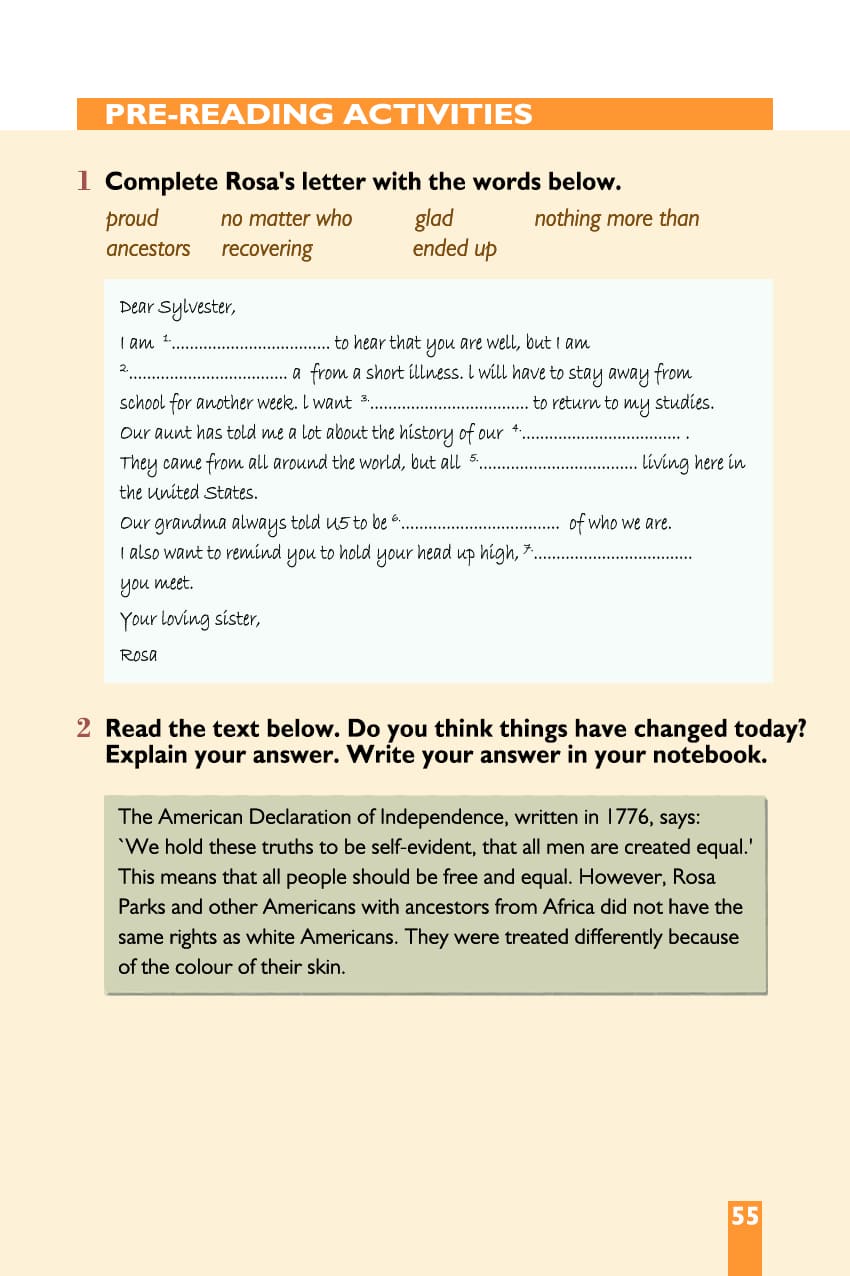 PRE-READING ACTIVITIES
1 Complete Rosa's letter with the words below.
proud no matter who glad nothing more than
ancestors recovering ended up
Dear Sylvester,
I am 1................................... to hear that you are well, but I am
2................................... a from a short illness. l will have to stay away from
school for another week. l want 3................................... to return to my studies.
Our aunt has told me a lot about the history of our 4................................... .
They came from all around the world, but all 5................................... living here in
the United States.
Our grandma always told U5 to be 6................................... of who we are.
I also want to remind you to hold your head up high, 7...................................
you meet.
Your loving sister,
Rosa
2 Read the text below. Do you think things have changed today?
Explain your answer. Write your answer in your notebook.
The American Declaration of Independence, written in 1776, says:
`We hold these truths to be self-evident, that all men are created equal.'
This means that all people should be free and equal. However, Rosa
Parks and other Americans with ancestors from Africa did not have the
same rights as white Americans. They were treated differently because
of the colour of their skin.
55